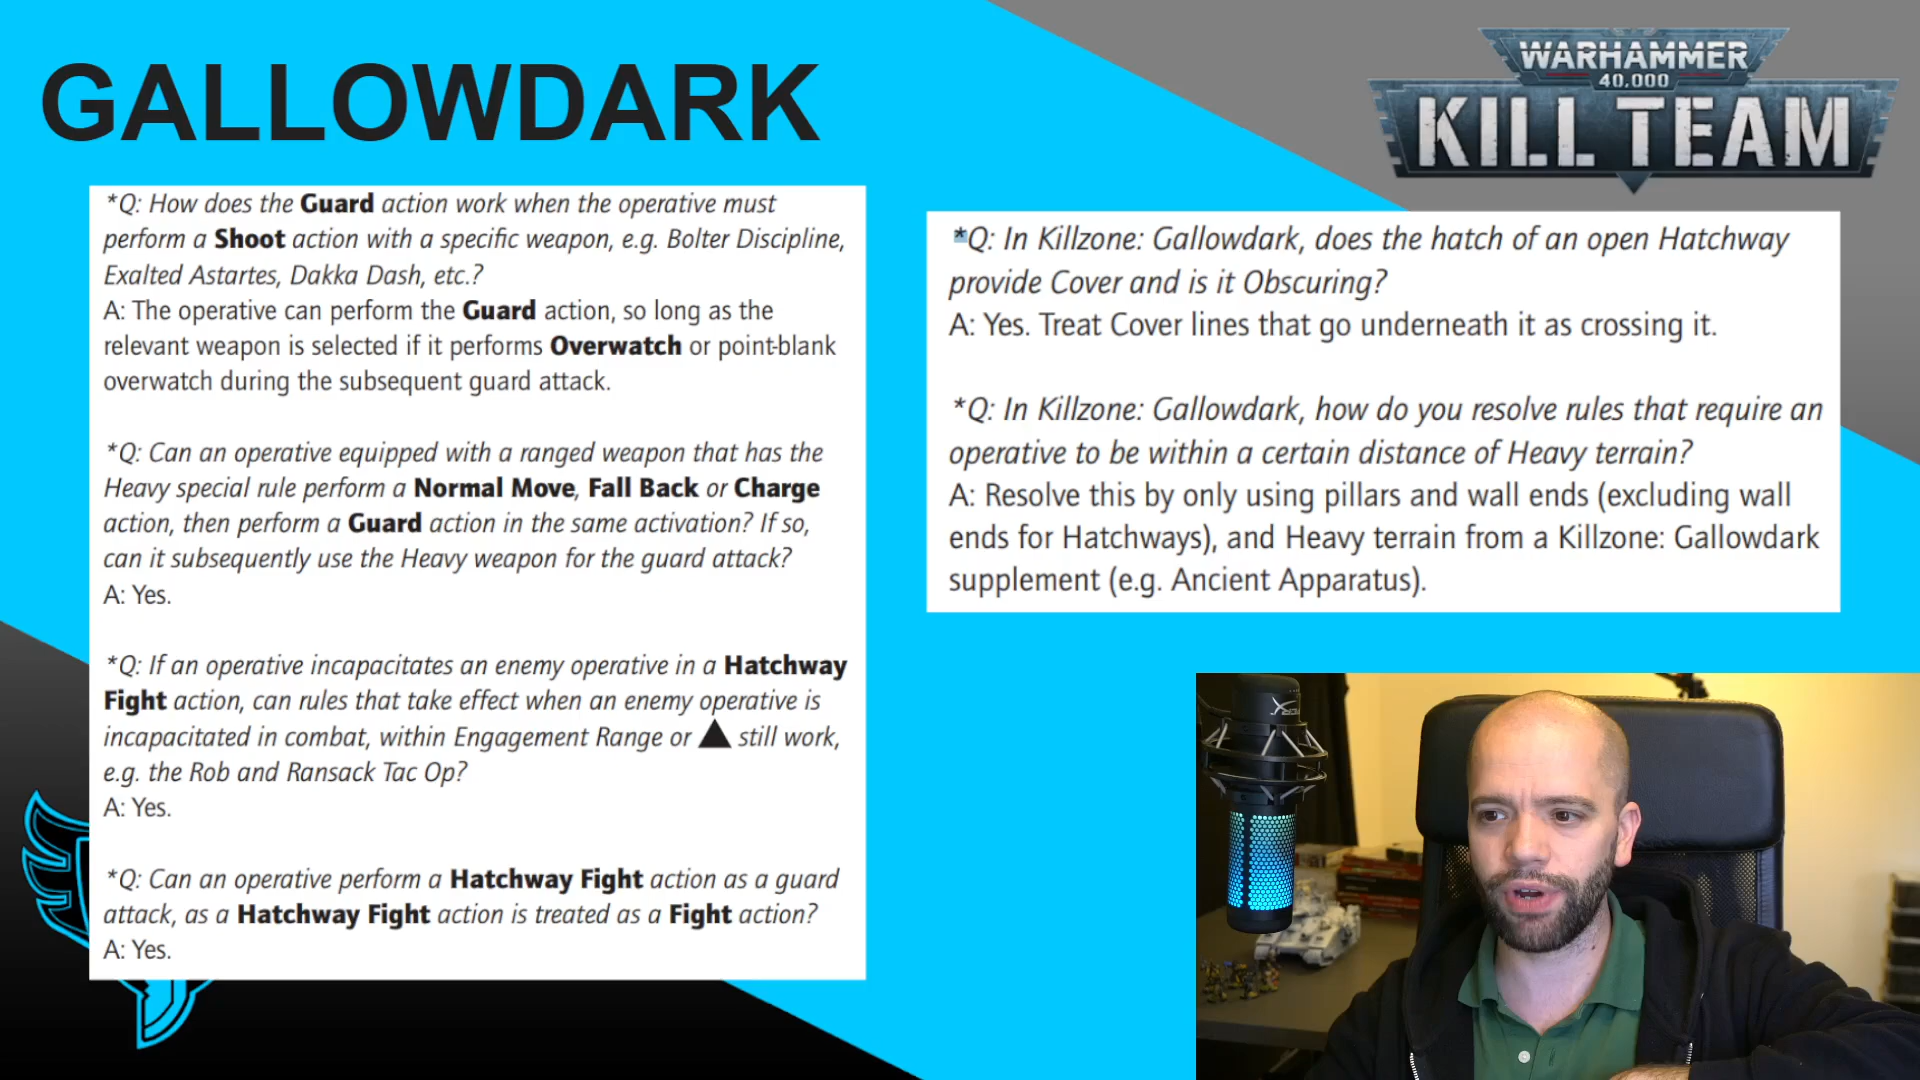 GALLOWDARK
WARHAMMER
40,000
KILL TEAM
*Q: How does the Guard action work when the operative must
perform a Shoot action with a specific weapon, e.g. Bolter Discipline,
Exalted Astartes, Dakka Dash, etc.?
A: The operative can perform the Guard action, so long as the
relevant weapon is selected if it performs Overwatch or point-blank
overwatch during the subsequent guard attack.
*Q: Can an operative equipped with a ranged weapon that has the
Heavy special rule perform a Normal Move, Fall Back or Charge
action, then perform a Guard action in the same activation? If so,
can it subsequently use the Heavy weapon for the guard attack?
A: Yes.
*Q: If an operative incapacitates an enemy operative in a Hatchway
Fight action, can rules that take effect when an enemy operative is
incapacitated in combat, within Engagement Range or ▲ still work,
e.g. the Rob and Ransack Tac Op?
A: Yes.
*Q: Can an operative perform a Hatchway Fight action as a guard
attack, as a Hatchway Fight action is treated as a Fight action?
A: Yes.
*Q: In Killzone: Gallowdark, does the hatch of an open Hatchway
provide Cover and is it Obscuring?
A: Yes. Treat Cover lines that go underneath it as crossing it.
*Q: In Killzone: Gallowdark, how do you resolve rules that require an
operative to be within a certain distance of Heavy terrain?
A: Resolve this by only using pillars and wall ends (excluding wall
ends for Hatchways), and Heavy terrain from a Killzone: Gallowdark
supplement (e.g. Ancient Apparatus).